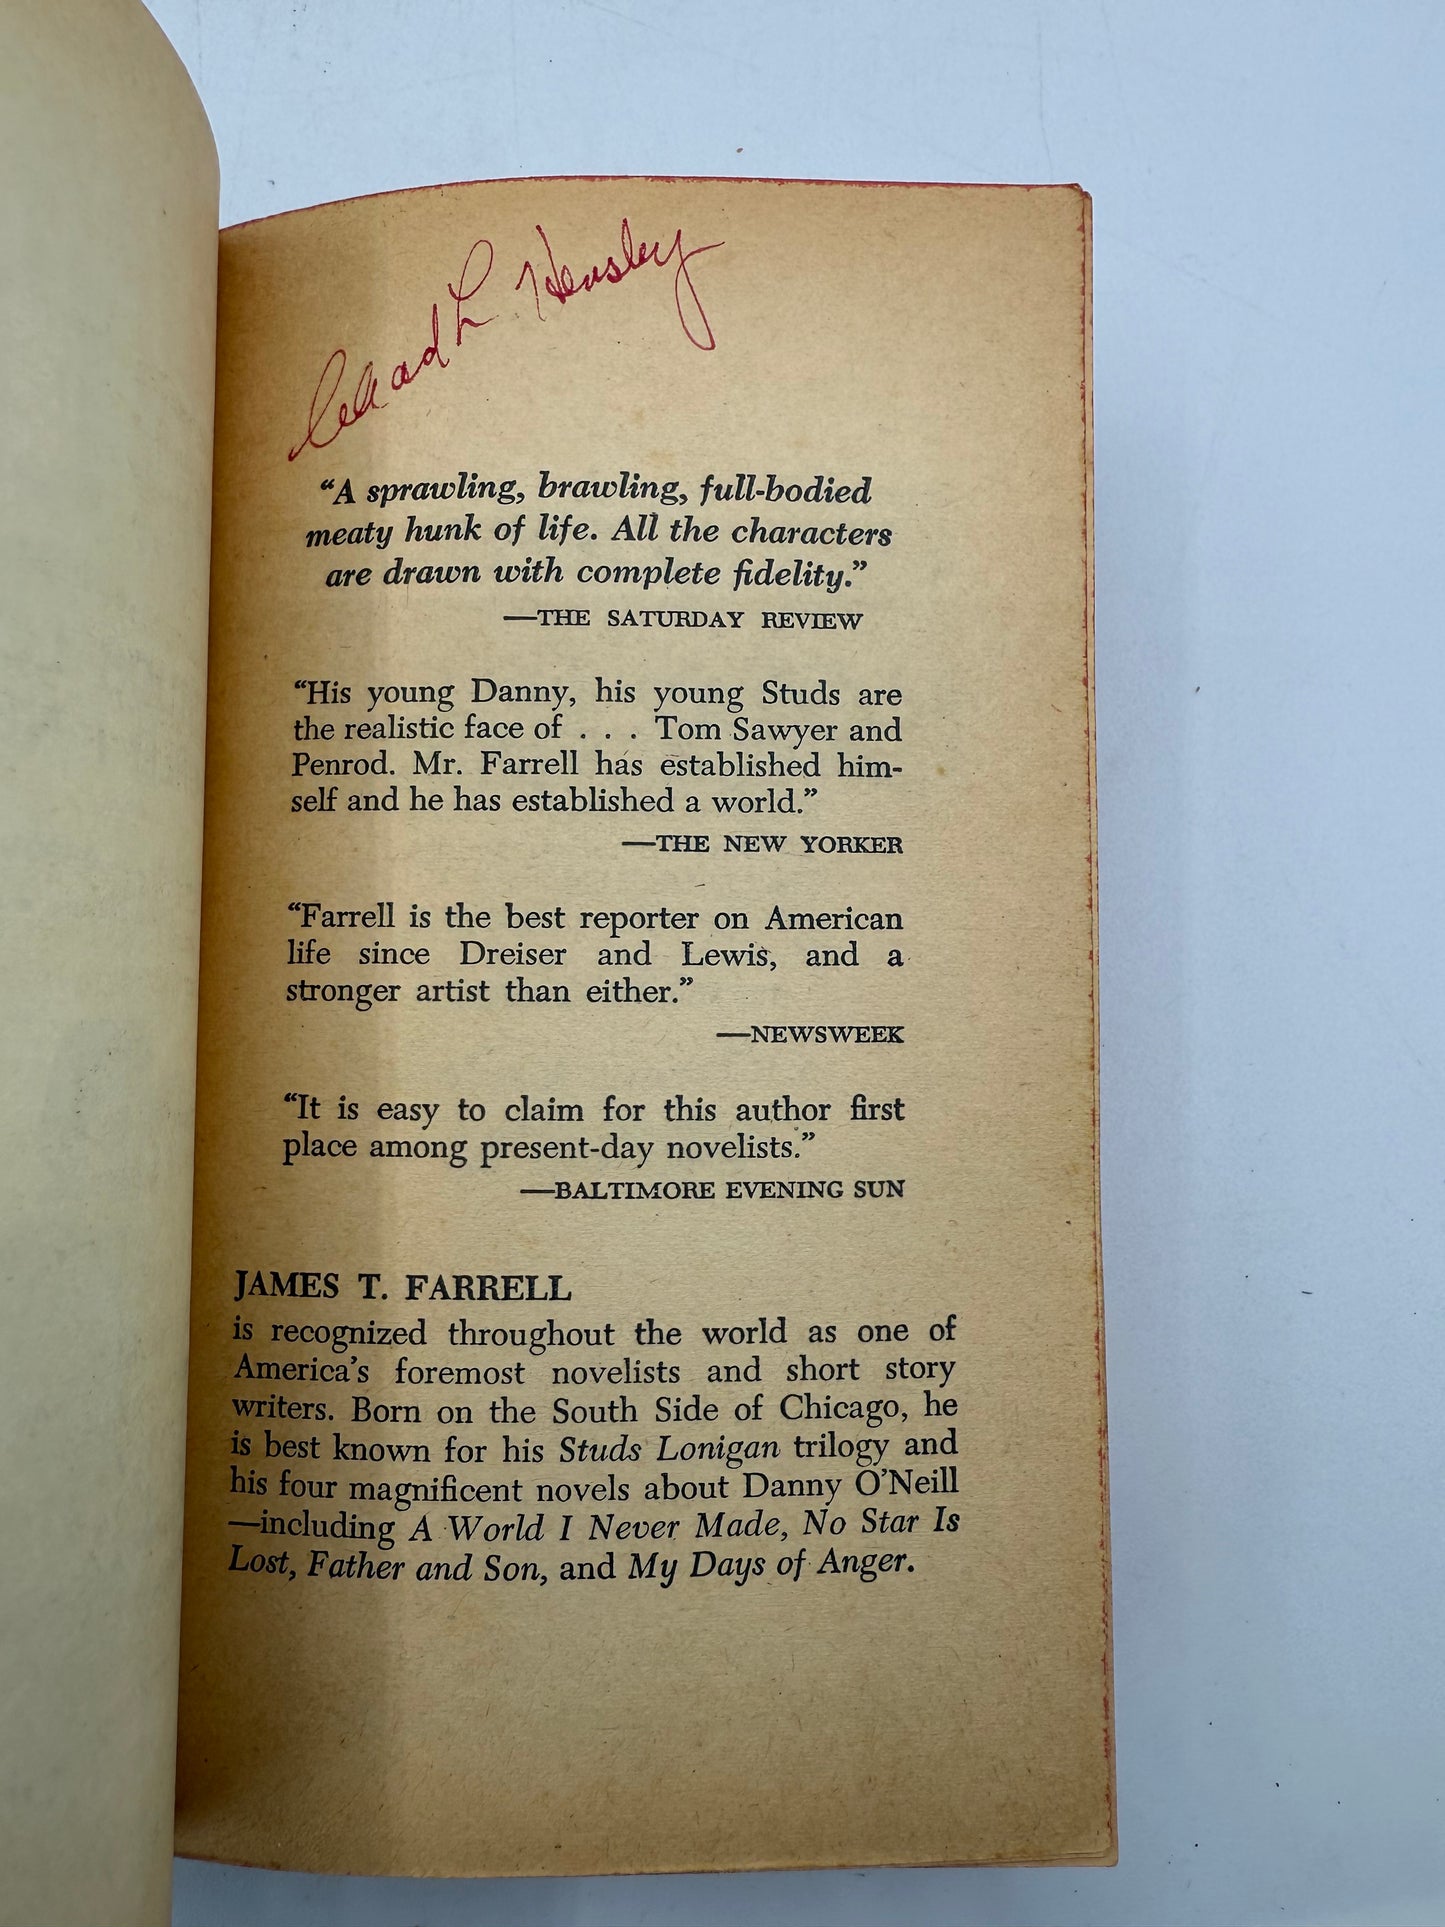 L Hensley
“A sprawling, brawling, full-bodied
meaty hunk of life. All the characters
are drawn with complete fidelity.”
—THE SATURDAY REVIEW
“His young Danny, his young Studs are
the realistic face of . . . Tom Sawyer and
Penrod. Mr. Farrell has established him-
self and he has established a world.”
—THE NEW YORKER
“Farrell is the best reporter on American
life since Dreiser and Lewis, and a
stronger artist than either.”
—NEWSWEEK
“It is easy to claim for this author first
place among present-day novelists.”
—BALTIMORE EVENING SUN
JAMES T. FARRELL
is recognized throughout the world as one of
America’s foremost novelists and short story
writers. Born on the South Side of Chicago, he
is best known for his Studs Lonigan trilogy and
his four magnificent novels about Danny O’Neill
—including A World I Never Made, No Star Is
Lost, Father and Son, and My Days of Anger.